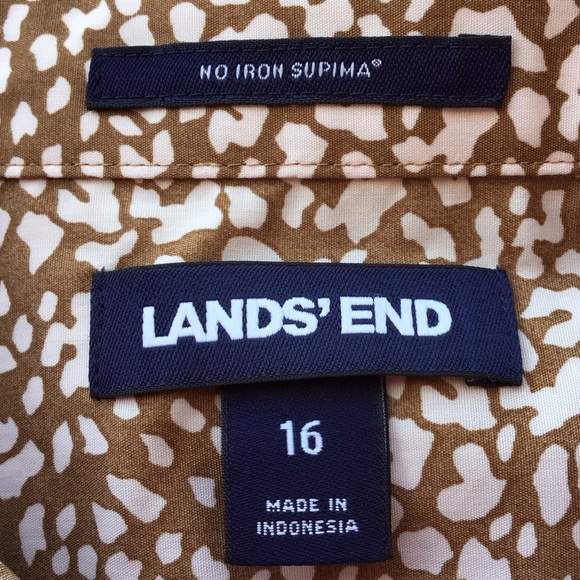 NO IRON SUPIMA®
LANDS' END
16
MADE IN
INDONESIA